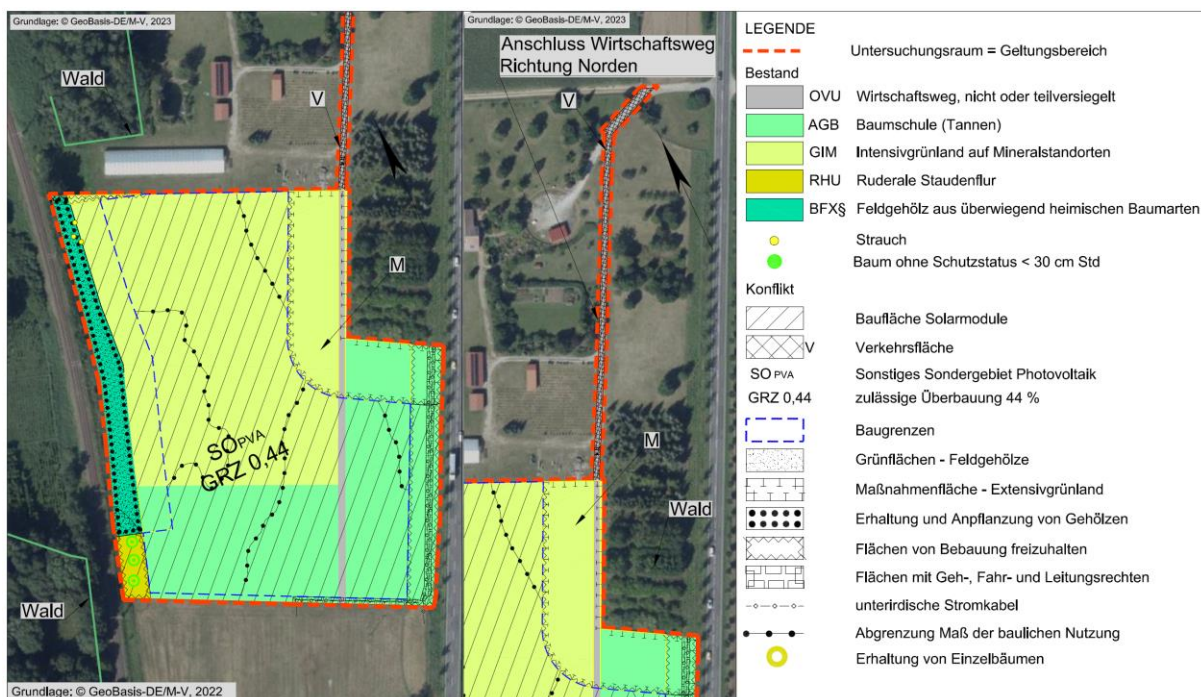 Grundlage: © GeoBasis-DE/M-V, 2023
Wald
V
M
SO PVA
GRZ 0,44
Wald
Grundlage: © GeoBasis-DE/M-V, 2022
Grundlage: © GeoBasis-DE/M-V, 2023
Anschluss Wirtschaftsweg
Richtung Norden
V
M
Wald
LEGENDE
Untersuchungsraum = Geltungsbereich
Bestand
OVU Wirtschaftsweg, nicht oder teilversiegelt
AGB Baumschule (Tannen)
GIM Intensivgrünland auf Mineralstandorten
RHU Ruderale Staudenflur
BFX§ Feldgehölz aus überwiegend heimischen Baumarten
Strauch
Baum ohne Schutzstatus < 30 cm Std
Konflikt
Baufläche Solarmodule
V Verkehrsfläche
SO PVA Sonstiges Sondergebiet Photovoltaik
GRZ 0,44 zulässige Überbauung 44 %
Baugrenzen
Grünflächen - Feldgehölze
Maßnahmenfläche - Extensivgrünland
Erhaltung und Anpflanzung von Gehölzen
Flächen von Bebauung freizuhalten
Flächen mit Geh-, Fahr- und Leitungsrechten
unterirdische Stromkabel
Abgrenzung Maß der baulichen Nutzung
Erhaltung von Einzelbäumen